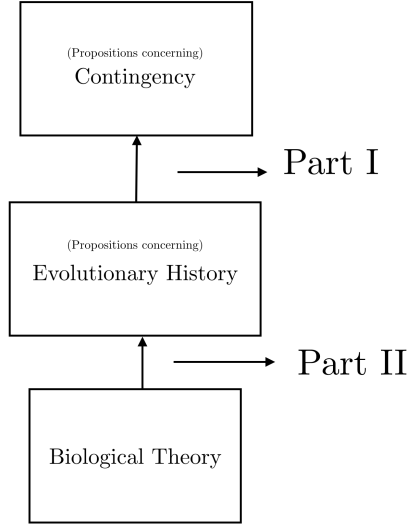 (Propositions concerning)
Contingency
Part I
(Propositions concerning)
Evolutionary History
Part II
Biological Theory